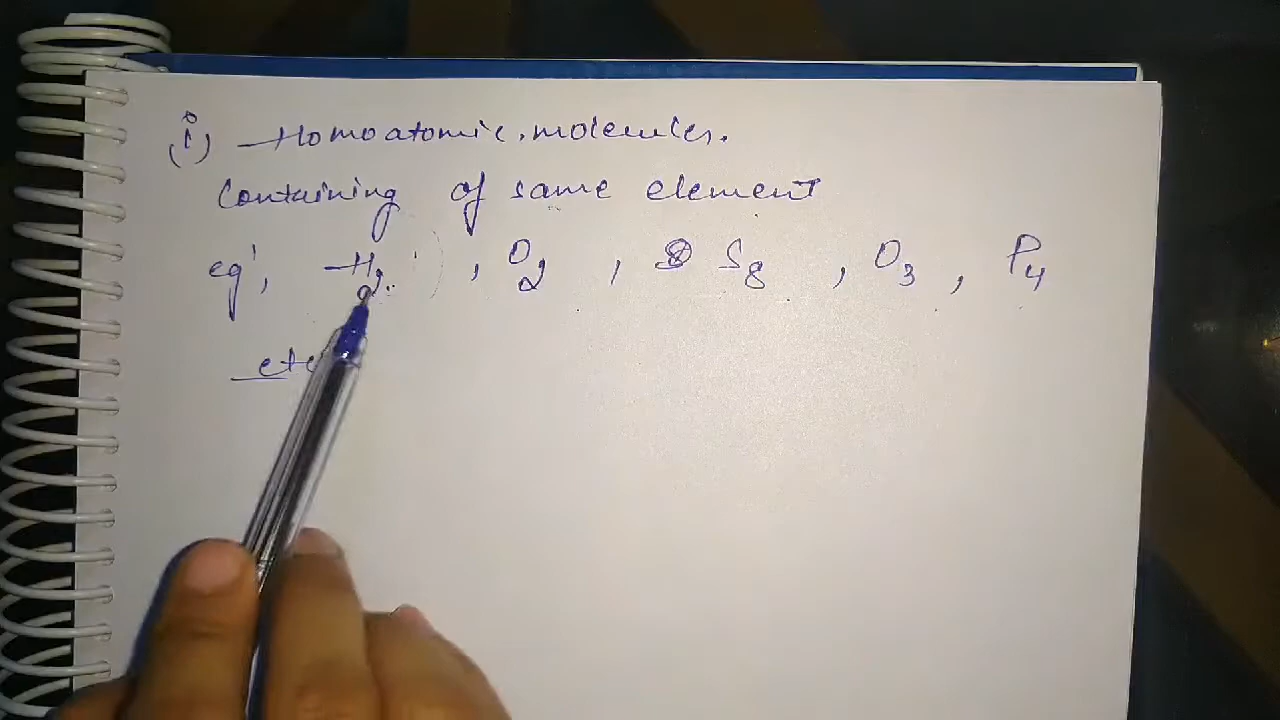 (i) Homoatomic molecules.
Containing of same element
eg', H2, O2, S8, O3, P4
etc